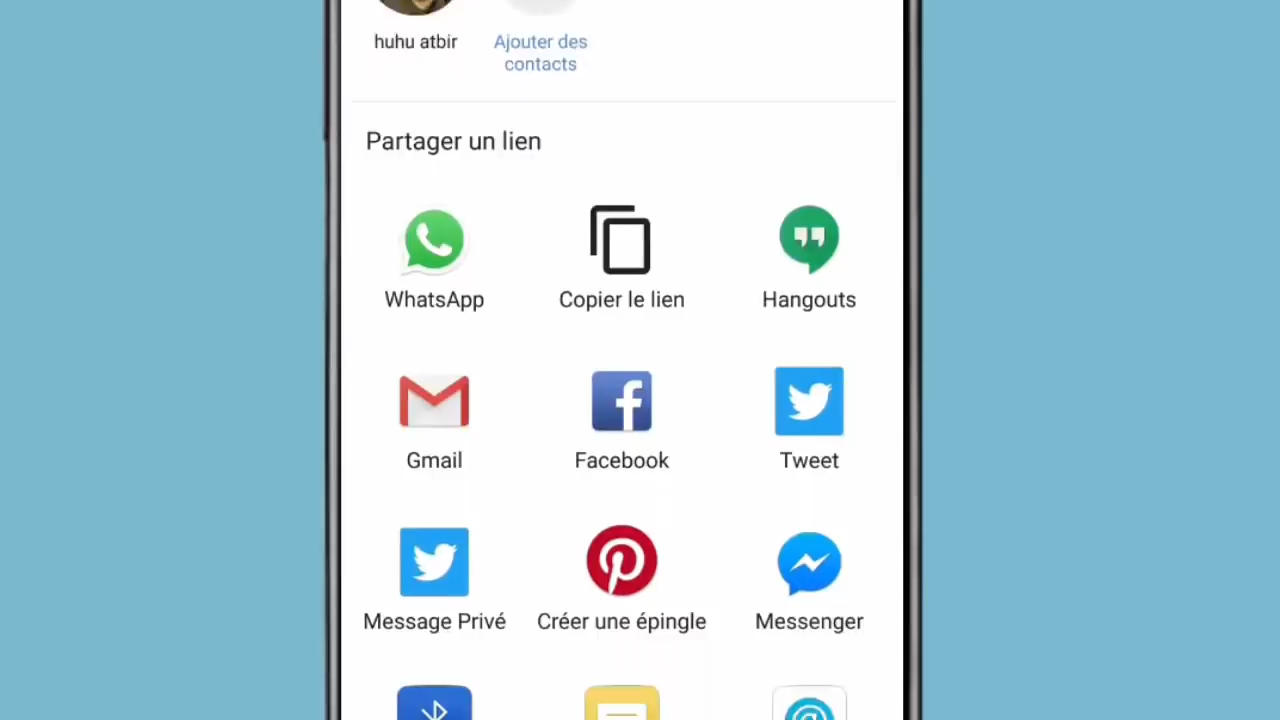 huhu atbir
Ajouter des
contacts
Partager un lien
WhatsApp
Copier le lien
Hangouts
Gmail
Facebook
Tweet
Message Privé
Créer une épingle
Messenger